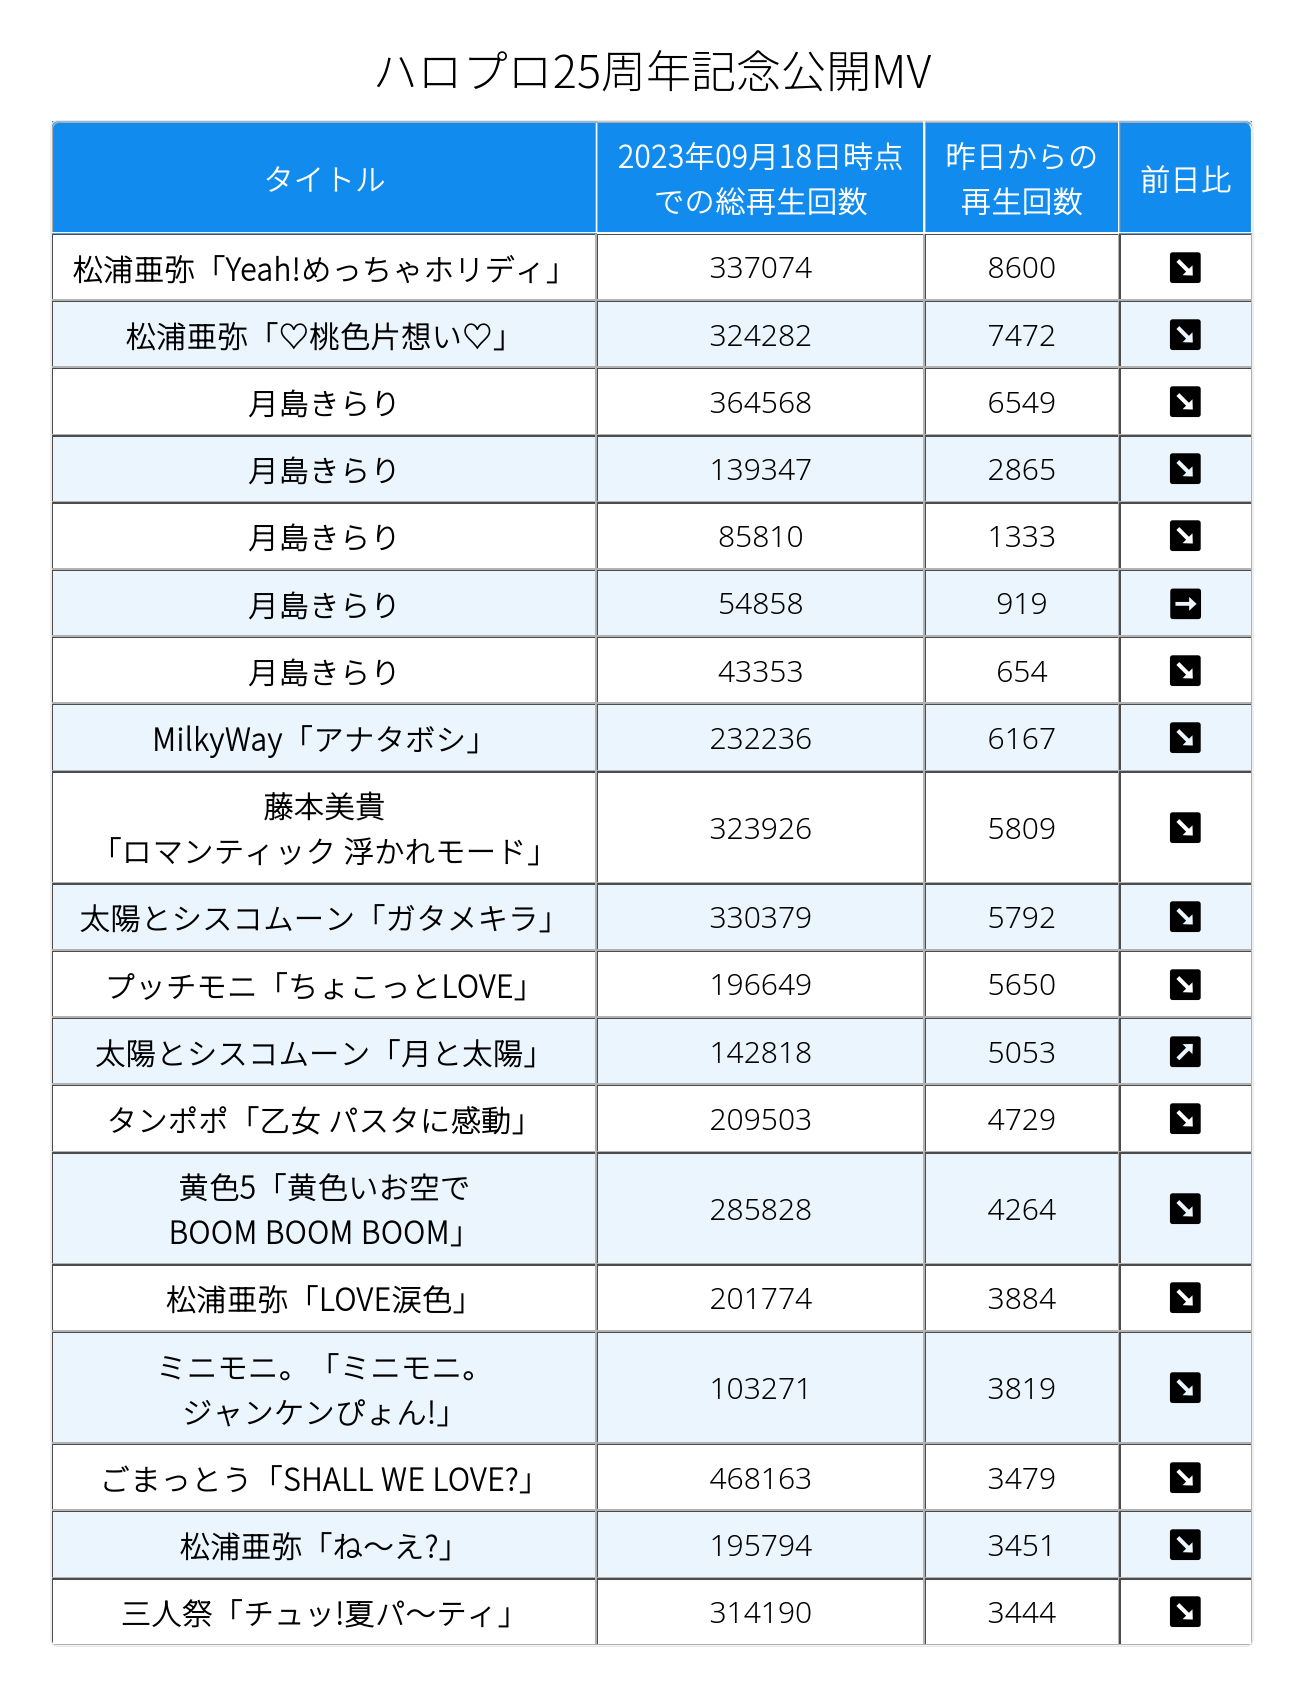 ハロプロ25周年記念公開MV
タイトル
2023年09月18日時点
での総再生回数
昨日からの
再生回数
前日比
松浦亜弥「Yeah!めっちゃホリディ」 337074 8600
松浦亜弥「♡桃色片想い♡」 324282 7472
月島きらり 364568 6549
月島きらり 139347 2865
月島きらり 85810 1333
月島きらり 54858 919
月島きらり 43353 654
MilkyWay「アナタボシ」 232236 6167
藤本美貴
「ロマンティック 浮かれモード」 323926 5809
太陽とシスコムーン「ガタメキラ」 330379 5792
プッチモニ「ちょこっとLOVE」 196649 5650
太陽とシスコムーン「月と太陽」 142818 5053
タンポポ「乙女 パスタに感動」 209503 4729
黄色5「黄色いお空で
BOOM BOOM BOOM」 285828 4264
松浦亜弥「LOVE涙色」 201774 3884
ミニモニ。「ミニモニ。
ジャンケンぴょん!」 103271 3819
ごまっとう「SHALL WE LOVE?」 468163 3479
松浦亜弥「ね～え?」 195794 3451
三人祭「チュッ!夏パ～ティ」 314190 3444